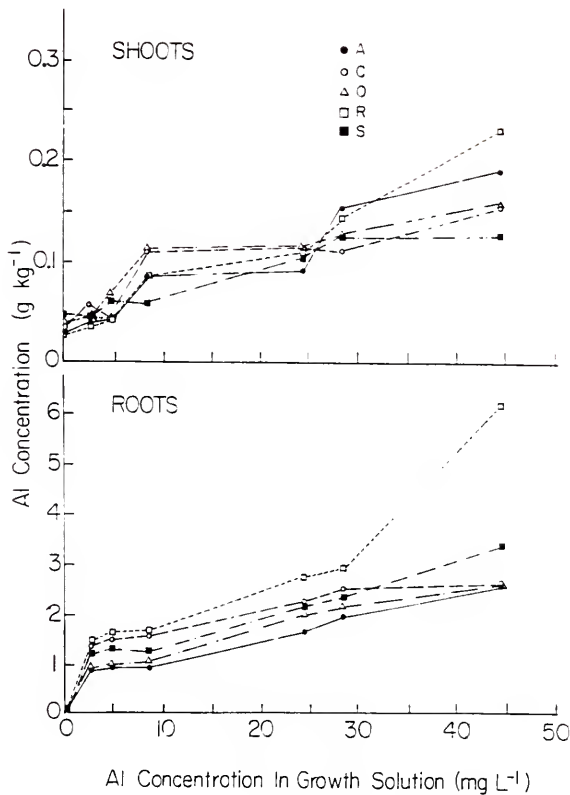 SHOOTS
A
C
O
R
S
0.3
0.2
0.1
0
ROOTS
6
5
4
3
2
1
0
0 10 20 30 40 50
Al Concentration (g kg⁻¹)
Al Concentration In Growth Solution (mg L⁻¹)